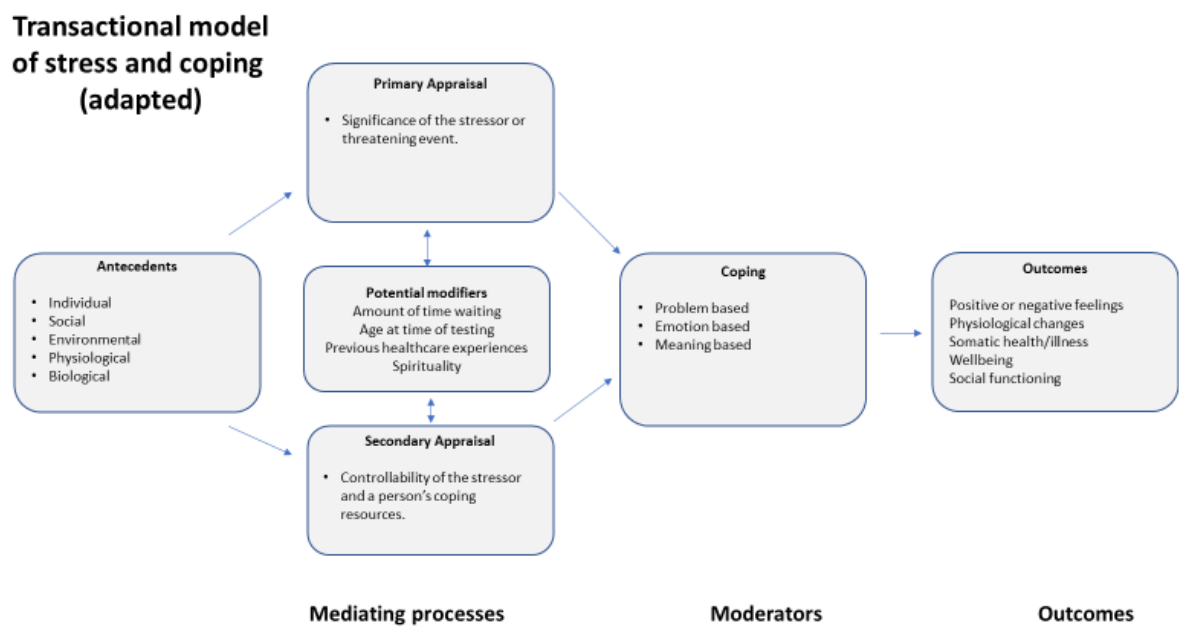 Transactional model
of stress and coping
(adapted)
Primary Appraisal
• Significance of the stressor or
threatening event.
Antecedents
• Individual
• Social
• Environmental
• Physiological
• Biological
Potential modifiers
Amount of time waiting
Age at time of testing
Previous healthcare experiences
Spirituality
Secondary Appraisal
• Controllability of the stressor
and a person's coping
resources.
Coping
• Problem based
• Emotion based
• Meaning based
Outcomes
Positive or negative feelings
Physiological changes
Somatic health/illness
Wellbeing
Social functioning
Mediating processes
Moderators
Outcomes